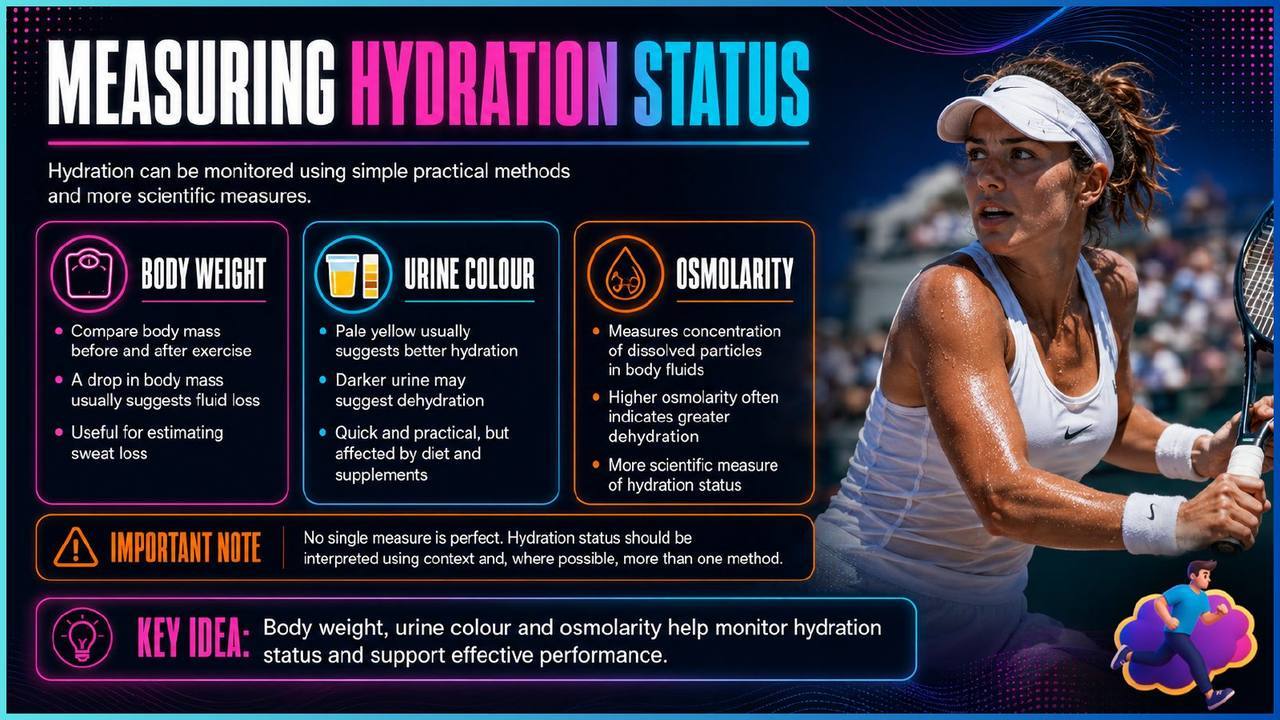 MEASURING HYDRATION STATUS
Hydration can be monitored using simple practical methods
and more scientific measures.
BODY WEIGHT
Compare body mass
before and after exercise
A drop in body mass
usually suggests fluid loss
Useful for estimating
sweat loss
URINE COLOUR
Pale yellow usually
suggests better hydration
Darker urine may
suggest dehydration
Quick and practical, but
affected by diet and
supplements
OSMOLARITY
Measures concentration
of dissolved particles
in body fluids
Higher osmolarity often
indicates greater
dehydration
More scientific measure
of hydration status
IMPORTANT NOTE
No single measure is perfect. Hydration status should be
interpreted using context and, where possible, more than one method.
KEY IDEA:
Body weight, urine colour and osmolarity help monitor hydration
status and support effective performance.